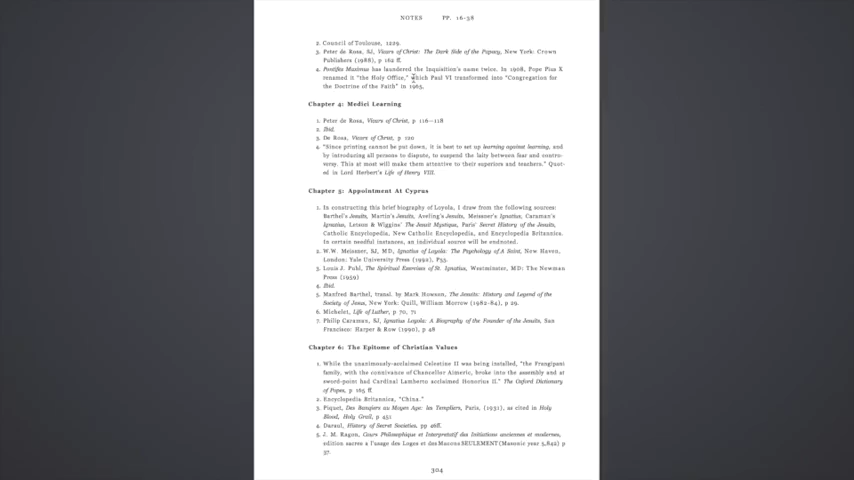 NOTES PP. 16-38
2. Council of Toulouse, 1229.
3. Peter de Rosa, SJ, Vicars of Christ: The Dark Side of the Papacy, New York: Crown
Publishers (1988), p 162 ff.
4. Pontifex Maximus has laundered the Inquisition's name twice. In 1908, Pope Pius X
renamed it "the Holy Office," which Paul VI transformed into "Congregation for
the Doctrine of the Faith" in 1965.
Chapter 4: Medici Learning
1. Peter de Rosa, Vicars of Christ, p 116—118
2. Ibid.
3. De Rosa, Vicars of Christ, p 120
4. "Since printing cannot be put down, it is best to set up learning against learning, and
by introducing all persons to dispute, to suspend the laity between fear and contro-
versy. This at most will make them attentive to their superiors and teachers." Quot-
ed in Lord Herbert's Life of Henry VIII.
Chapter 5: Appointment At Cyprus
1. In constructing this brief biography of Loyola, I draw from the following sources:
Barthel's Jesuits, Martin's Jesuits, Aveling's Jesuits, Meissner's Ignatius, Caraman's
Ignatius, Letson & Wiggins' The Jesuit Mystique, Paris' Secret History of the Jesuits,
Catholic Encyclopedia, New Catholic Encyclopedia, and Encyclopedia Britannica.
In certain needful instances, an individual source will be endnoted.
2. W.W. Meissner, SJ, MD, Ignatius of Loyola: The Psychology of A Saint, New Haven,
London: Yale University Press (1992), P55.
3. Louis J. Puhl, The Spiritual Exercises of St. Ignatius, Westminster, MD: The Newman
Press (1959)
4. Ibid.
5. Manfred Barthel, transl. by Mark Howson, The Jesuits: History and Legend of the
Society of Jesus, New York: Quill, William Morrow (1982-84), p 29.
6. Michelet, Life of Luther, p 70, 71
7. Philip Caraman, SJ, Ignatius Loyola: A Biography of the Founder of the Jesuits, San
Francisco: Harper & Row (1990), p 48
Chapter 6: The Epitome of Christian Values
1. While the unanimously-acclaimed Celestine II was being installed, "the Frangipani
family, with the connivance of Chancellor Aimeric, broke into the assembly and at
sword-point had Cardinal Lamberto acclaimed Honorius II." The Oxford Dictionary
of Popes, p 165 ff.
2. Encyclopedia Britannica, "China."
3. Piquet, Des Banquiers au Moyen Age: les Templiers, Paris, (1931), as cited in Holy
Blood, Holy Grail, p 451
4. Daraul, History of Secret Societies, pp 46ff.
5. J. M. Ragon, Cours Philosophique et Interpretatif des Initiations anciennes et modernes,
edition sacree a l'usage des Loges et des Macons SEULEMENT (Masonic year 5,842) p
37.
304